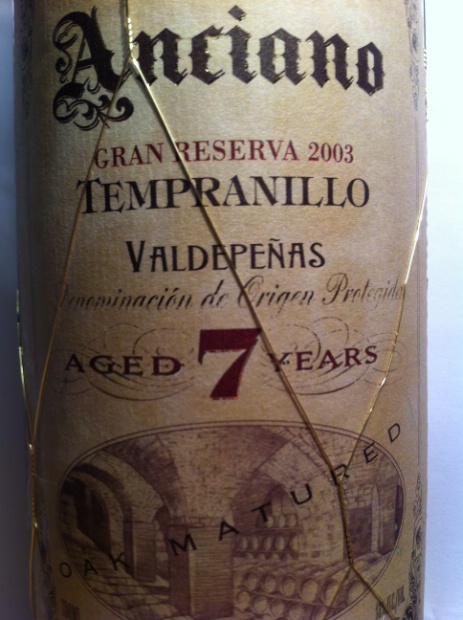 Anciano
GRAN RESERVA 2003
TEMPRANILLO
VALDEPEÑAS
Denominación de Origen Protegida
AGED 7 YEARS
OAK MATURED